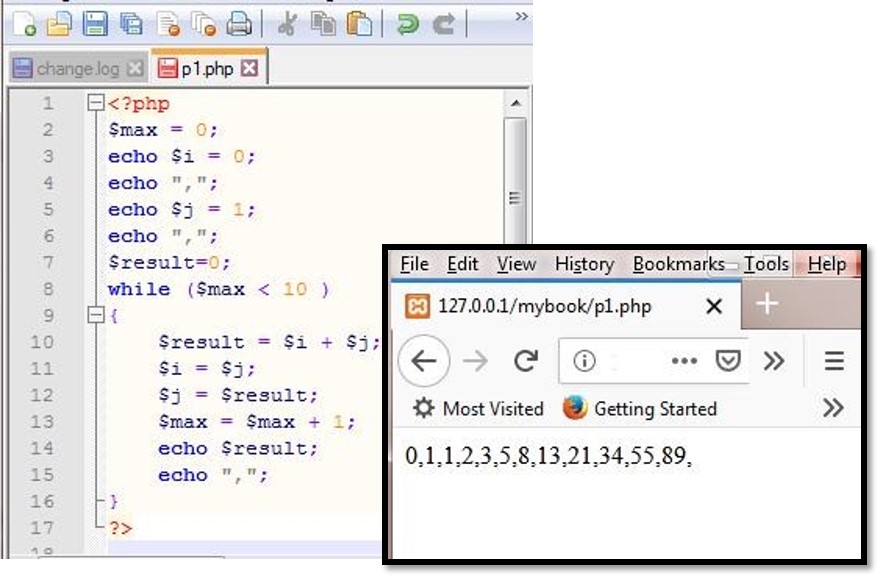 change.log
p1.php
1 <?php
2 $max = 0;
3 echo $i = 0;
4 echo ",";
5 echo $j = 1;
6 echo ",";
7 $result=0;
8 while ($max < 10 )
9 {
10 $result = $i + $j;
11 $i = $j;
12 $j = $result;
13 $max = $max + 1;
14 echo $result;
15 echo ",";
16 }
17 ?>
18
File Edit View History Bookmarks Tools Help
127.0.0.1/mybook/p1.php
Most Visited Getting Started
0,1,1,2,3,5,8,13,21,34,55,89,